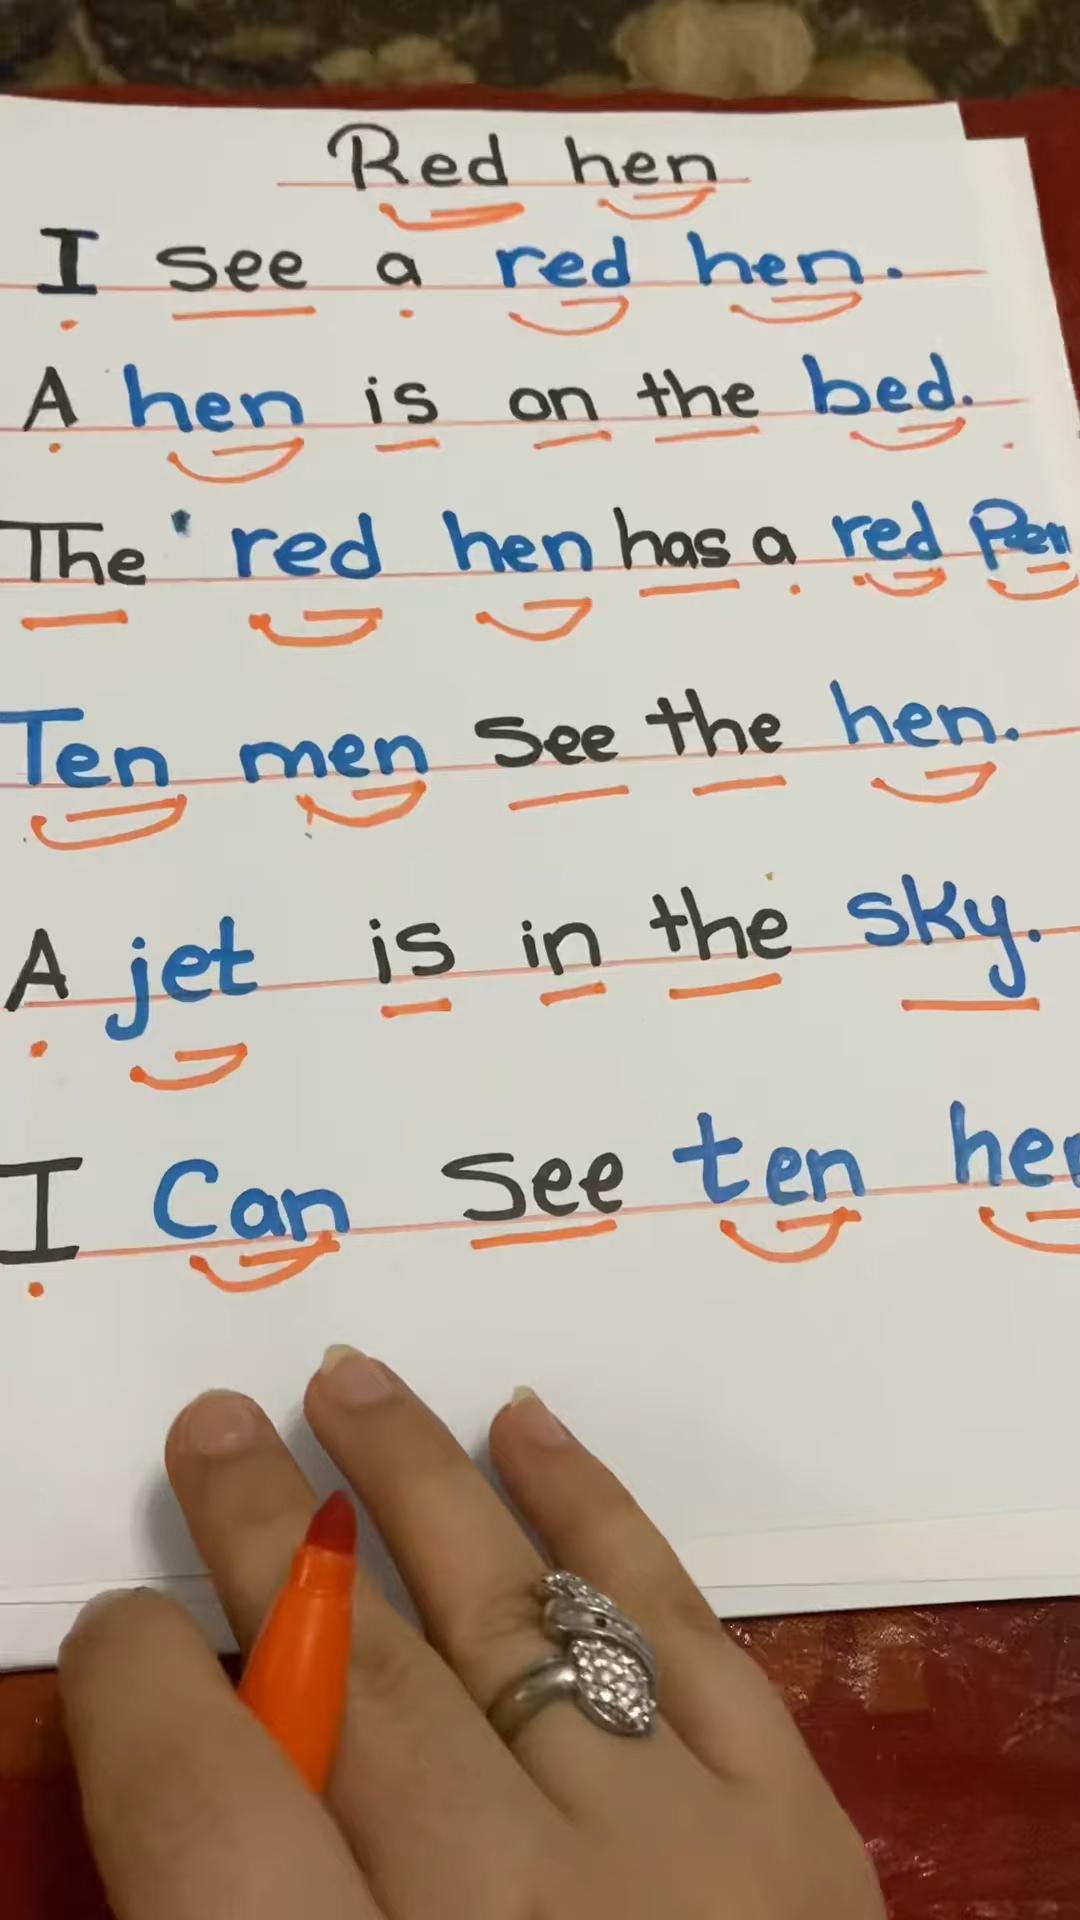 Red hen
I see a red hen.
A hen is on the bed.
The red hen has a red Pen
Ten men see the hen.
A jet is in the sky.
I Can see ten